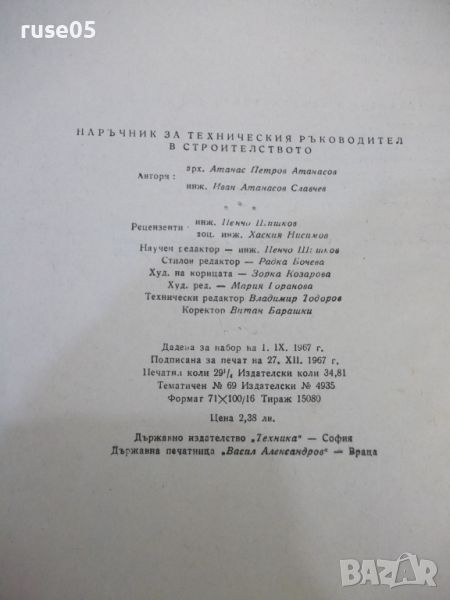 ruse05
НАРЪЧНИК ЗА ТЕХНИЧЕСКИЯ РЪКОВОДИТЕЛ
В СТРОИТЕЛСТВОТО
Автори: арх. Атанас Петров Атанасов
инж. Иван Атанасов Славчев
* * *
Рецензенти: инж. Пенчо Шишков
доц. инж. Хаския Нисимов
Научен редактор — инж. Пенчо Шишков
Стилов редактор — Радка Бочева
Худ. на корицата — Зорка Козарова
Худ. ред. — Мария Горанова
Технически редактор Владимир Тодоров
Коректор Витан Барашки
Дадена за набор на 1. IX. 1967 г.
Подписана за печат на 27. XII. 1967 г.
Печатни коли 29¼ Издателски коли 34,81
Тематичен № 69 Издателски № 4935
Формат 71×100/16 Тираж 15080
Цена 2,38 лв.
Държавно издателство „Техника“ — София
Държавна печатница „Васил Александров“ — Враца
BAZAR
.bg